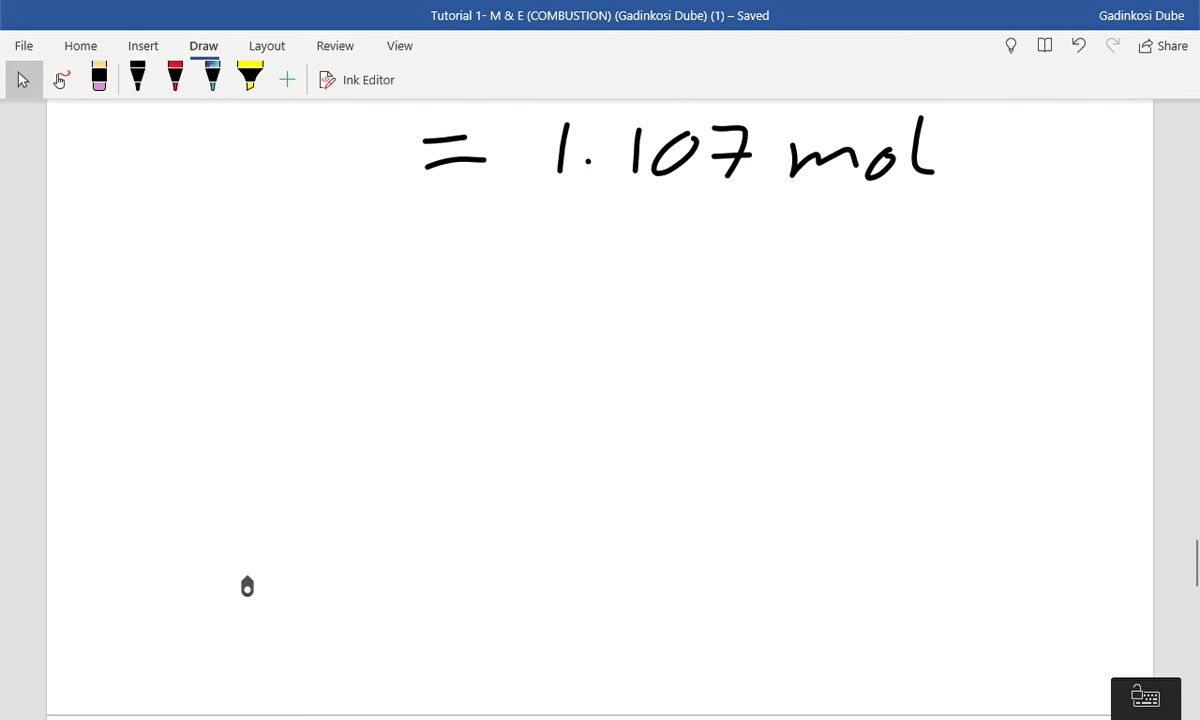 Tutorial 1- M & E (COMBUSTION) (Gadinkosi Dube) (1) – Saved
Gadinkosi Dube
File Home Insert Draw Layout Review View Share
Ink Editor
= 1.107 mol